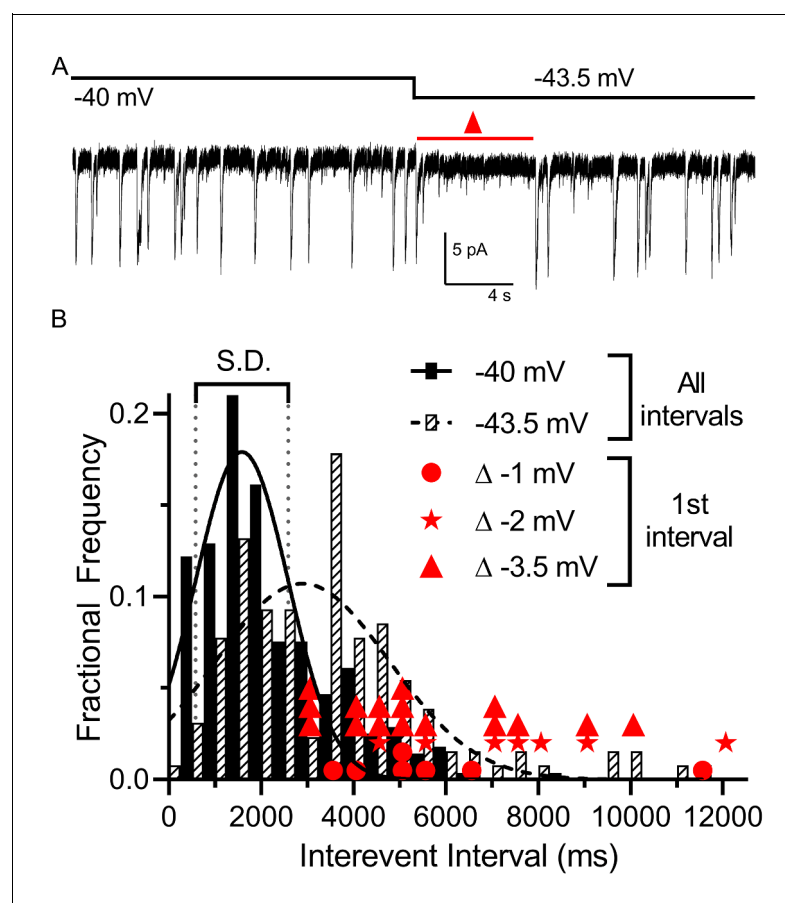 A
-40 mV
-43.5 mV
5 pA
4 s
B
S.D.
-40 mV
-43.5 mV
All
intervals
Δ -1 mV
Δ -2 mV
Δ -3.5 mV
1st
interval
Fractional Frequency
0.2
0.1
0.0
0 2000 4000 6000 8000 10000 12000
Interevent Interval (ms)